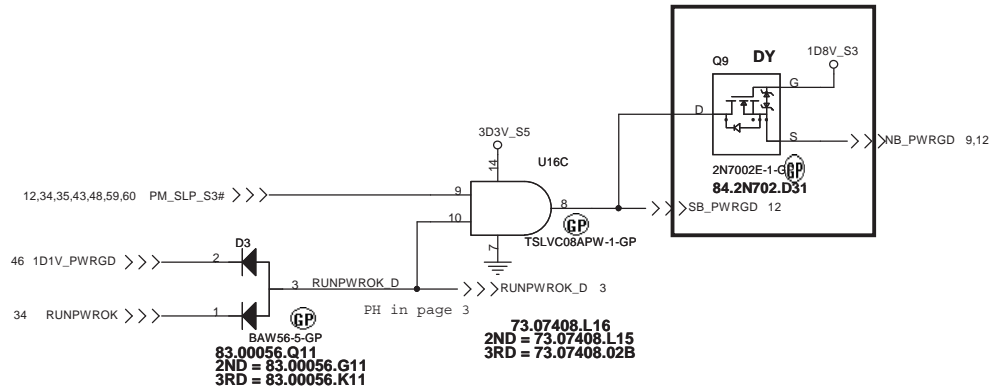 DY
1D8V_S3
Q9
G
D
S
NB_PWRGD 9,12
2N7002E-1-G
GP
84.2N702.D31
3D3V_S5
14
U16C
12,34,35,43,48,59,60 PM_SLP_S3#
9
10
8
SB_PWRGD 12
GP
7
TSLVC08APW-1-GP
D3
46 1D1V_PWRGD
2
3
RUNPWROK_D
RUNPWROK_D 3
PH in page 3
34 RUNPWROK
1
GP
BAW56-5-GP
83.00056.Q11
2ND = 83.00056.G11
3RD = 83.00056.K11
73.07408.L16
2ND = 73.07408.L15
3RD = 73.07408.02B